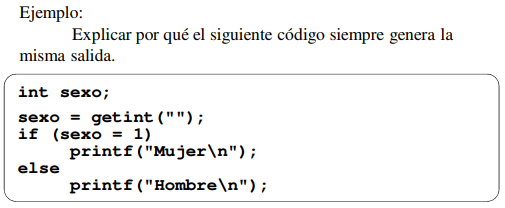 Ejemplo:
Explicar por qué el siguiente código siempre genera la
misma salida.
int sexo;
sexo = getint("");
if (sexo = 1)
printf("Mujer\n");
else
printf("Hombre\n");